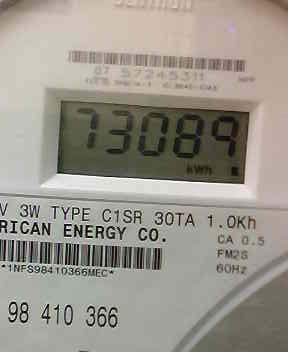 07 57245311
73089
kWh
V 3W TYPE C1SR 30TA 1.0Kh
RICAN ENERGY CO.
CA 0.5
FM2S
60Hz
*1NFS98410366MEC*
98 410 366